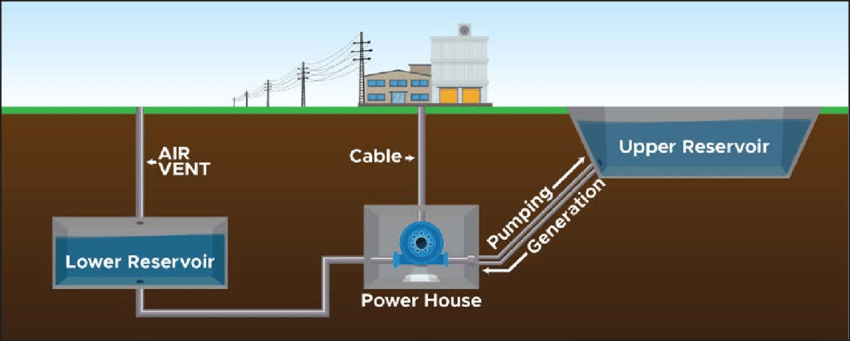 AIR
VENT
Cable
Upper Reservoir
Pumping
Generation
Lower Reservoir
Power House